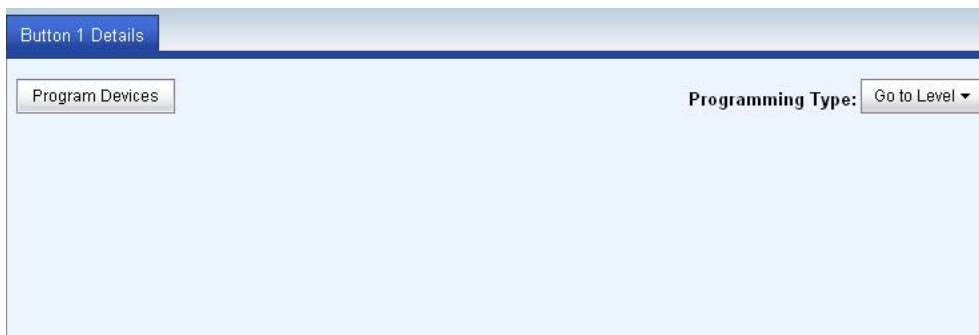 Button 1 Details
Program Devices
Programming Type: Go to Level